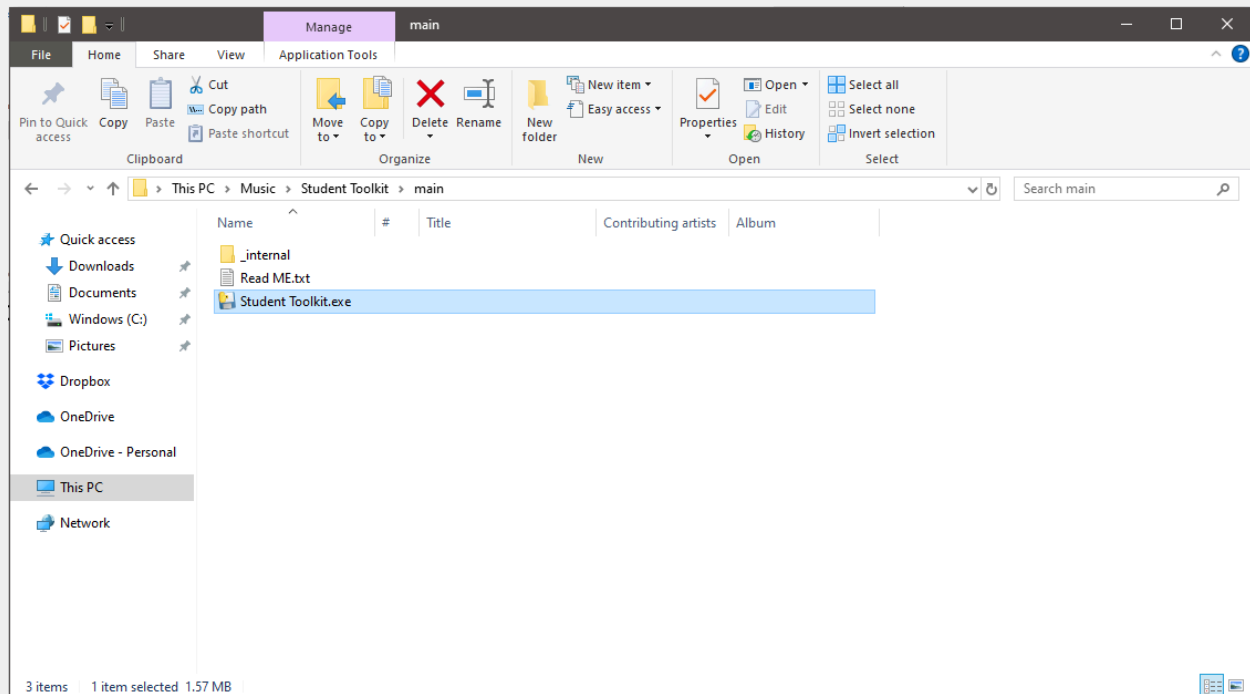 Manage
main
File
Home
Share
View
Application Tools
Pin to Quick access
Copy
Paste
Cut
Copy path
Paste shortcut
Clipboard
Move to
Copy to
Delete
Rename
Organize
New folder
New item
Easy access
New
Properties
Open
Edit
History
Open
Select all
Select none
Invert selection
Select
This PC > Music > Student Toolkit > main
Search main
Name
#
Title
Contributing artists
Album
Quick access
Downloads
Documents
Windows (C:)
Pictures
Dropbox
OneDrive
OneDrive - Personal
This PC
Network
_internal
Read ME.txt
Student Toolkit.exe
3 items
1 item selected 1.57 MB